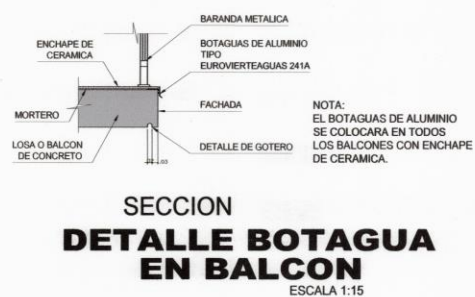 BARANDA METALICA
ENCHAPE DE
CERAMICA
BOTAGUAS DE ALUMINIO
TIPO
EUROVIERTEAGUAS 241A
MORTERO
FACHADA
LOSA O BALCON
DE CONCRETO
DETALLE DE GOTERO
NOTA:
EL BOTAGUAS DE ALUMINIO
SE COLOCARA EN TODOS
LOS BALCONES CON ENCHAPE
DE CERAMICA.
SECCION
DETALLE BOTAGUA
EN BALCON
ESCALA 1:15